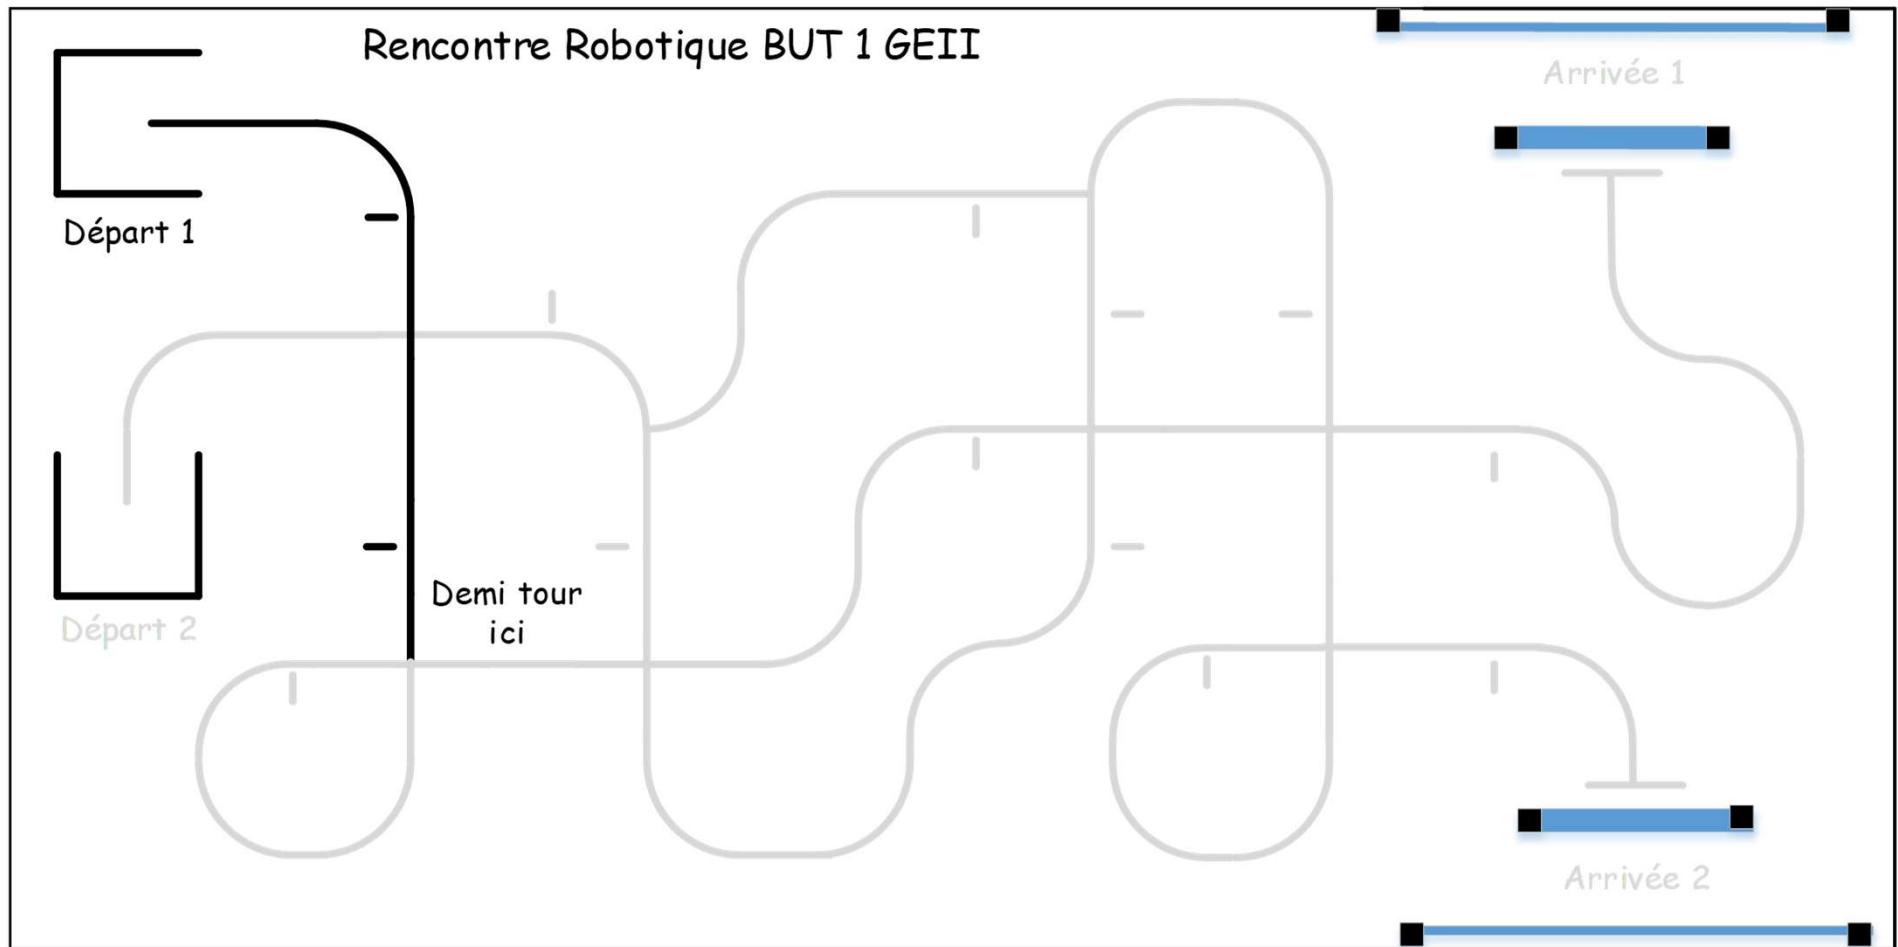 Rencontre Robotique BUT 1 GEII
Arrivée 1
Départ 1
Demi tour
ici
Départ 2
Arrivée 2